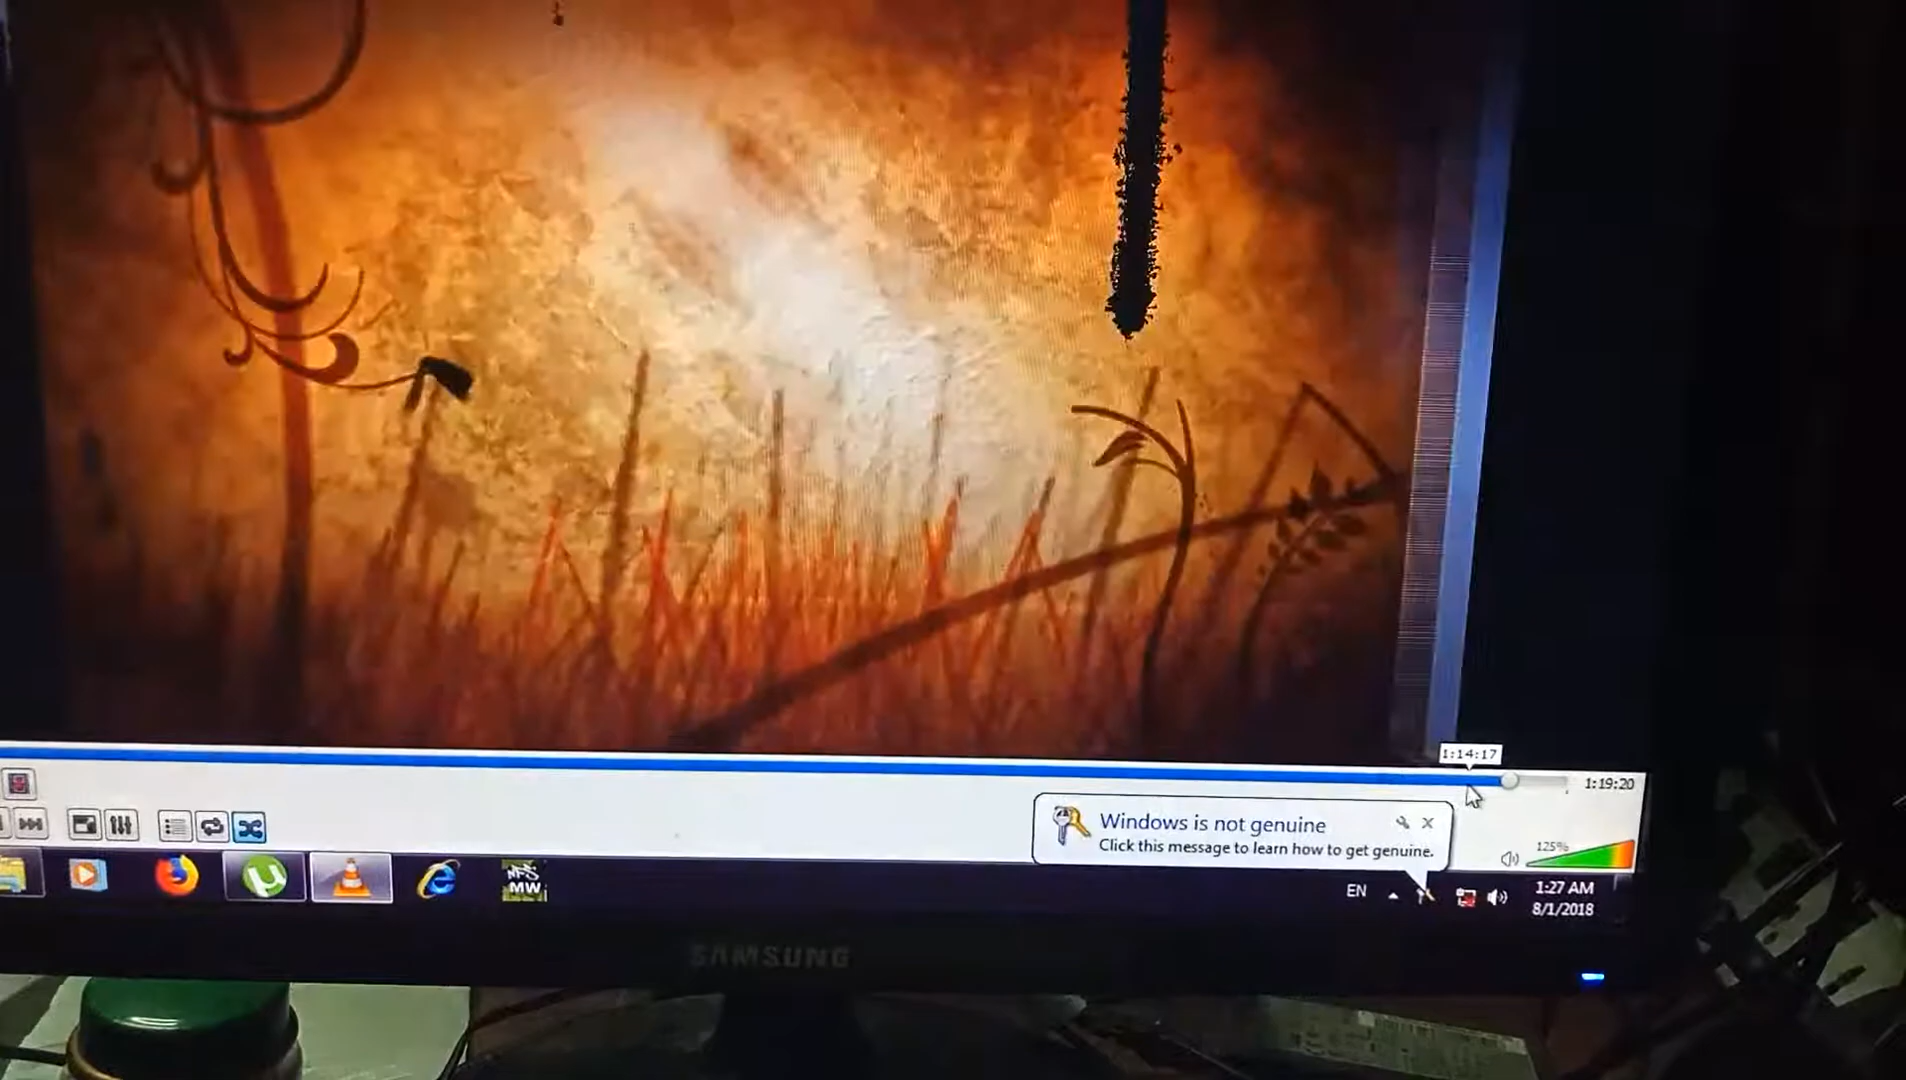 1:14:17
1:19:20
Windows is not genuine
Click this message to learn how to get genuine.
125%
NFS
MW
EN
1:27 AM
8/1/2018
SAMSUNG